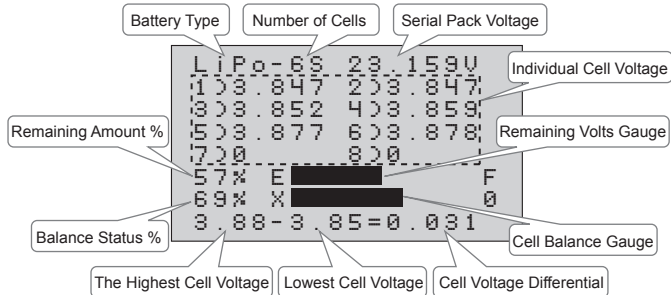 Battery Type
Number of Cells
Serial Pack Voltage
LiPo-6S 23.159V
Individual Cell Voltage
1)3.847 2)3.847
3)3.852 4)3.859
Remaining Amount %
5)3.877 6)3.878
Remaining Volts Gauge
7)0 8)0
57% E F
69% X 0
Balance Status %
3.88-3.85=0.031
Cell Balance Gauge
The Highest Cell Voltage
Lowest Cell Voltage
Cell Voltage Differential